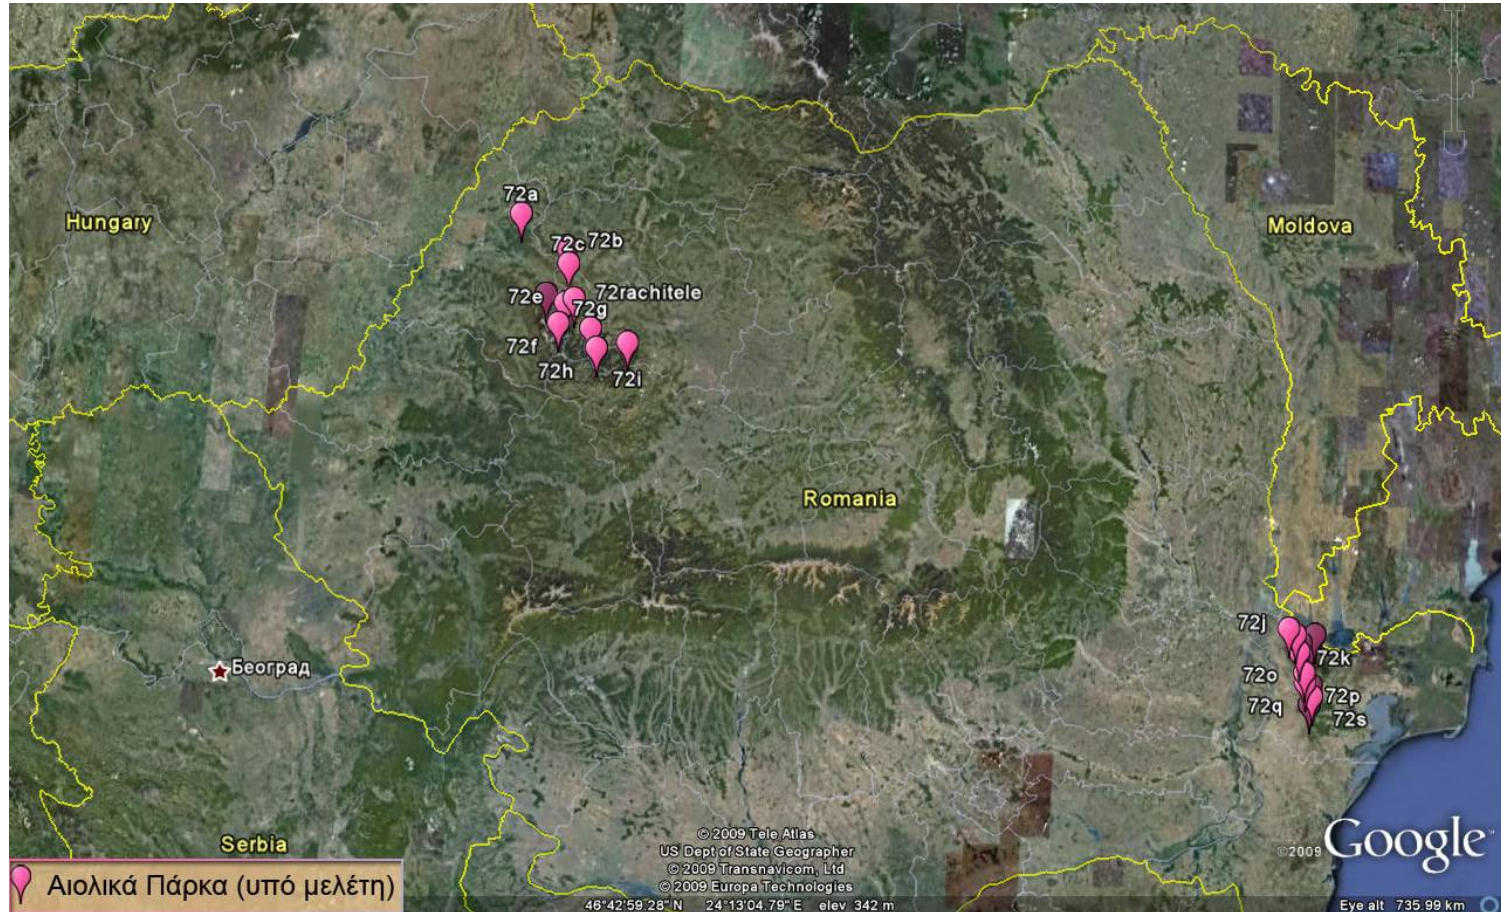 72a
Hungary
Moldova
72c 72b
72e 72rachitele
72g
72f
72h 72i
Romania
72j
72k
Београд
72o
72p
72q
72s
Serbia
© 2009 Tele Atlas
US Dept of State Geographer
© 2009 Transnavicom, Ltd
© 2009 Europa Technologies
©2009 Google™
Αιολικά Πάρκα (υπό μελέτη)
46°42'59.28" N 24°13'04.79" E elev 342 m
Eye alt 735.99 km